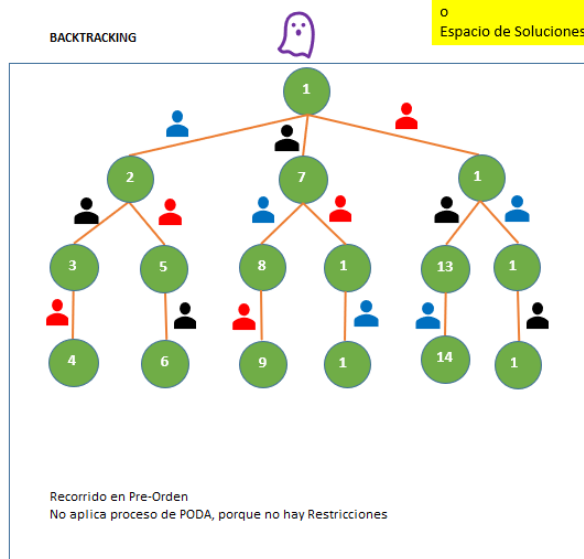 o
Espacio de Soluciones
BACKTRACKING
1
2 7 1
3 5 8 1 13 1
4 6 9 1 14 1
Recorrido en Pre-Orden
No aplica proceso de PODA, porque no hay Restricciones